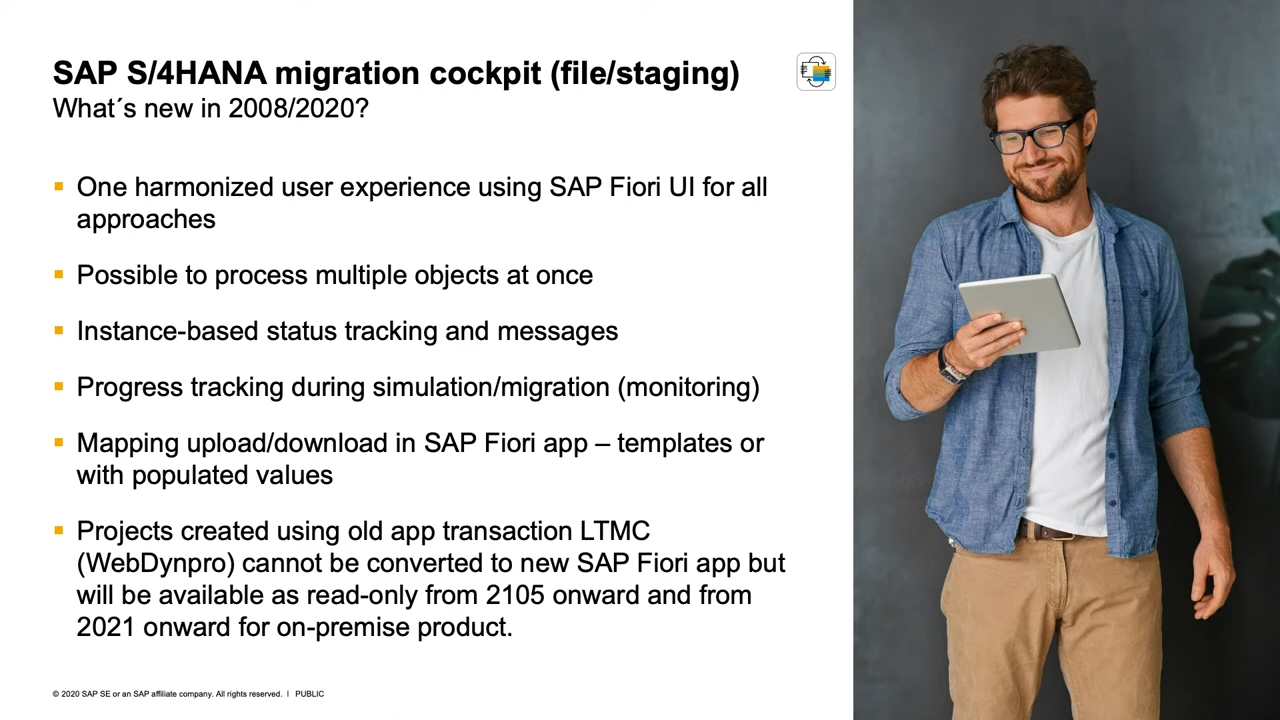 SAP S/4HANA migration cockpit (file/staging)
What´s new in 2008/2020?
▪ One harmonized user experience using SAP Fiori UI for all
approaches
▪ Possible to process multiple objects at once
▪ Instance-based status tracking and messages
▪ Progress tracking during simulation/migration (monitoring)
▪ Mapping upload/download in SAP Fiori app – templates or
with populated values
▪ Projects created using old app transaction LTMC
(WebDynpro) cannot be converted to new SAP Fiori app but
will be available as read-only from 2105 onward and from
2021 onward for on-premise product.
© 2020 SAP SE or an SAP affiliate company. All rights reserved. I PUBLIC